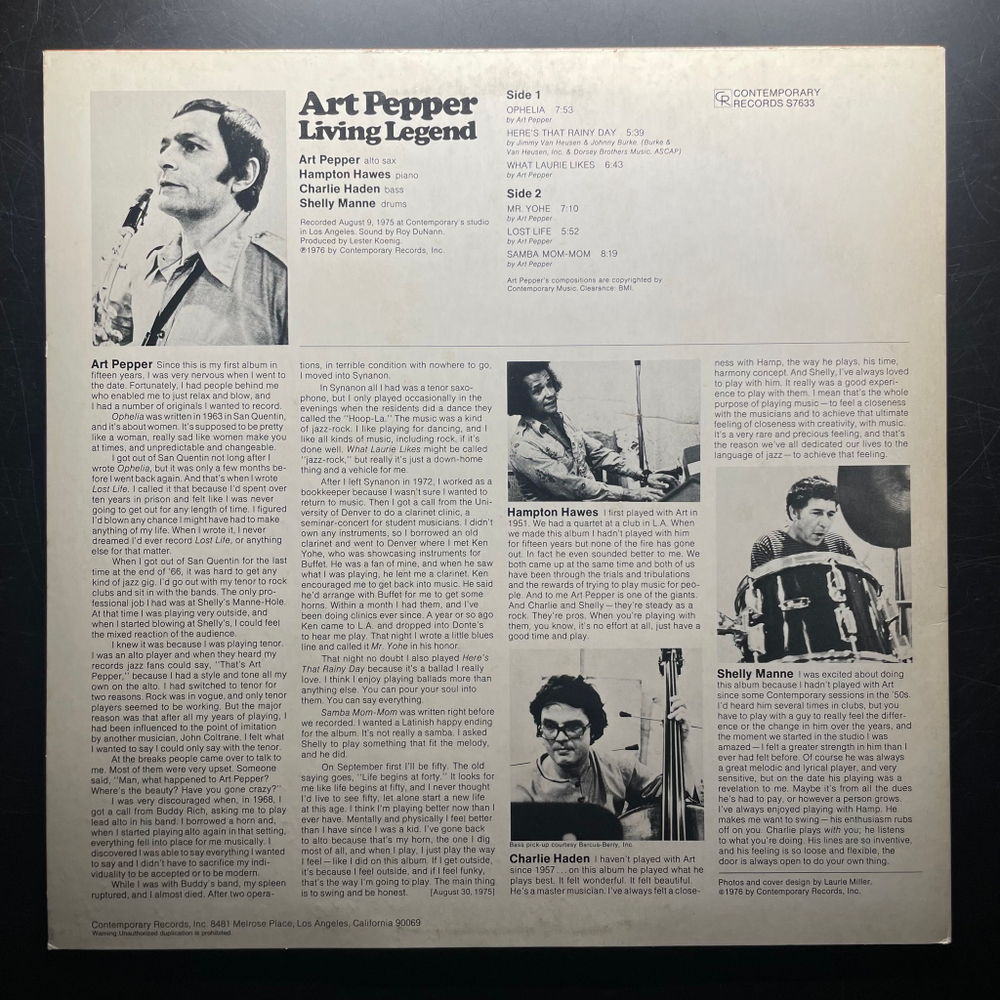 Art Pepper
Living Legend
Art Pepper alto sax
Hampton Hawes piano
Charlie Haden bass
Shelly Manne drums
Recorded August 9, 1975 at Contemporary's studio
in Los Angeles. Sound by Roy DuNann.
Produced by Lester Koenig.
℗1976 by Contemporary Records, Inc.
Side 1
OPHELIA 7:53
by Art Pepper
HERE'S THAT RAINY DAY 5:39
by Jimmy Van Heusen & Johnny Burke. (Burke &
Van Heusen, Inc. & Dorsey Brothers Music. ASCAP)
WHAT LAURIE LIKES 6:43
by Art Pepper
Side 2
MR. YOHE 7:10
by Art Pepper
LOST LIFE 5:52
by Art Pepper
SAMBA MOM-MOM 8:19
by Art Pepper
Art Pepper's compositions are copyrighted by
Contemporary Music. Clearance: BMI.
CR CONTEMPORARY
RECORDS S7633
Art Pepper Since this is my first album in
fifteen years, I was very nervous when I went to
the date. Fortunately, I had people behind me
who enabled me to just relax and blow, and
I had a number of originals I wanted to record.
Ophelia was written in 1963 in San Quentin,
and it's about women. It's supposed to be pretty
like a woman, really sad like women make you
at times, and unpredictable and changeable.
I got out of San Quentin not long after I
wrote Ophelia, but it was only a few months be-
fore I went back again. And that's when I wrote
Lost Life. I called it that because I'd spent over
ten years in prison and felt like I was never
going to get out for any length of time. I figured
I'd blown any chance I might have had to make
anything of my life. When I wrote it, I never
dreamed I'd ever record Lost Life, or anything
else for that matter.
When I got out of San Quentin for the last
time at the end of '66, it was hard to get any
kind of jazz gig. I'd go out with my tenor to rock
clubs and sit in with the bands. The only pro-
fessional job I had was at Shelly's Manne-Hole.
At that time I was playing very outside, and
when I started blowing at Shelly's, I could feel
the mixed reaction of the audience.
I knew it was because I was playing tenor.
I was an alto player and when they heard my
records jazz fans could say, "That's Art
Pepper," because I had a style and tone all my
own on the alto. I had switched to tenor for
two reasons. Rock was in vogue, and only tenor
players seemed to be working. But the major
reason was that after all my years of playing, I
had been influenced to the point of imitation
by another musician, John Coltrane. I felt what
I wanted to say I could only say with the tenor.
At the breaks people came over to talk to
me. Most of them were very upset. Someone
said, "Man, what happened to Art Pepper?
Where's the beauty? Have you gone crazy?"
I was very discouraged when, in 1968, I
got a call from Buddy Rich, asking me to play
lead alto in his band. I borrowed a horn and,
when I started playing alto again in that setting,
everything fell into place for me musically. I
discovered I was able to say everything I wanted
to say and I didn't have to sacrifice my indi-
viduality to be accepted or to be modern.
While I was with Buddy's band, my spleen
ruptured, and I almost died. After two opera-
tions, in terrible condition with nowhere to go,
I moved into Synanon.
In Synanon all I had was a tenor saxo-
phone, but I only played occasionally in the
evenings when the residents did a dance they
called the "Hoop-La." The music was a kind
of jazz-rock. I like playing for dancing, and I
like all kinds of music, including rock, if it's
done well. What Laurie Likes might be called
"jazz-rock," but really it's just a down-home
thing and a vehicle for me.
After I left Synanon in 1972, I worked as a
bookkeeper because I wasn't sure I wanted to
return to music. Then I got a call from the Uni-
versity of Denver to do a clarinet clinic, a
seminar-concert for student musicians. I didn't
own any instruments, so I borrowed an old
clarinet and went to Denver where I met Ken
Yohe, who was showcasing instruments for
Buffet. He was a fan of mine, and when he saw
what I was playing, he lent me a clarinet. Ken
encouraged me to get back into music. He said
he'd arrange with Buffet for me to get some
horns. Within a month I had them, and I've
been doing clinics ever since. A year or so ago
Ken came to L.A. and dropped into Donte's
to hear me play. That night I wrote a little blues
line and called it Mr. Yohe in his honor.
That night no doubt I also played Here's
That Rainy Day because it's a ballad I really
love. I think I enjoy playing ballads more than
anything else. You can pour your soul into
them. You can say everything.
Samba Mom-Mom was written right before
we recorded. I wanted a Latinish happy ending
for the album. It's not really a samba. I asked
Shelly to play something that fit the melody,
and he did.
On September first I'll be fifty. The old
saying goes, "Life begins at forty." It looks for
me like life begins at fifty, and I never thought
I'd live to see fifty, let alone start a new life
at this age. I think I'm playing better now than I
ever have. Mentally and physically I feel better
than I have since I was a kid. I've gone back
to alto because that's my horn, the one I dig
most of all, and when I play, I just play the way
I feel—like I did on this album. If I get outside,
it's because I feel outside, and if I feel funky,
that's the way I'm going to play. The main thing
is to swing and be honest. [August 30, 1975]
Hampton Hawes I first played with Art in
1951. We had a quartet at a club in L.A. When
we made this album I hadn't played with him
for fifteen years but none of the fire has gone
out. In fact he even sounded better to me. We
both came up at the same time and both of us
have been through the trials and tribulations
and the rewards of trying to play music for peo-
ple. And to me Art Pepper is one of the giants.
And Charlie and Shelly—they're steady as a
rock. They're pros. When you're playing with
them, you know, it's no effort at all, just have a
good time and play.
Bass pick-up courtesy Barcus-Berry, Inc.
Charlie Haden I haven't played with Art
since 1957...on this album he played what he
plays best. It felt wonderful. It felt beautiful.
He's a master musician. I've always felt a close-
ness with Hamp, the way he plays, his time,
harmony concept. And Shelly, I've always loved
to play with him. It really was a good experi-
ence to play with them. I mean that's the whole
purpose of playing music—to feel a closeness
with the musicians and to achieve that ultimate
feeling of closeness with creativity, with music.
It's a very rare and precious feeling, and that's
the reason we've all dedicated our lives to the
language of jazz—to achieve that feeling.
Shelly Manne I was excited about doing
this album because I hadn't played with Art
since some Contemporary sessions in the '50s.
I'd heard him several times in clubs, but you
have to play with a guy to really feel the differ-
ence or the change in him over the years, and
the moment we started in the studio I was
amazed—I felt a greater strength in him than I
ever had felt before. Of course he was always
a great melodic and lyrical player, and very
sensitive, but on the date his playing was a
revelation to me. Maybe it's from all the dues
he's had to pay, or however a person grows.
I've always enjoyed playing with Hamp. He
makes me want to swing—his enthusiasm rubs
off on you. Charlie plays with you; he listens
to what you're doing. His lines are so inventive,
and his feeling is so loose and flexible, the
door is always open to do your own thing.
Photos and cover design by Laurie Miller.
©1976 by Contemporary Records, Inc.
Contemporary Records, Inc. 8481 Melrose Place, Los Angeles, California 90069
Warning: Unauthorized duplication is prohibited.